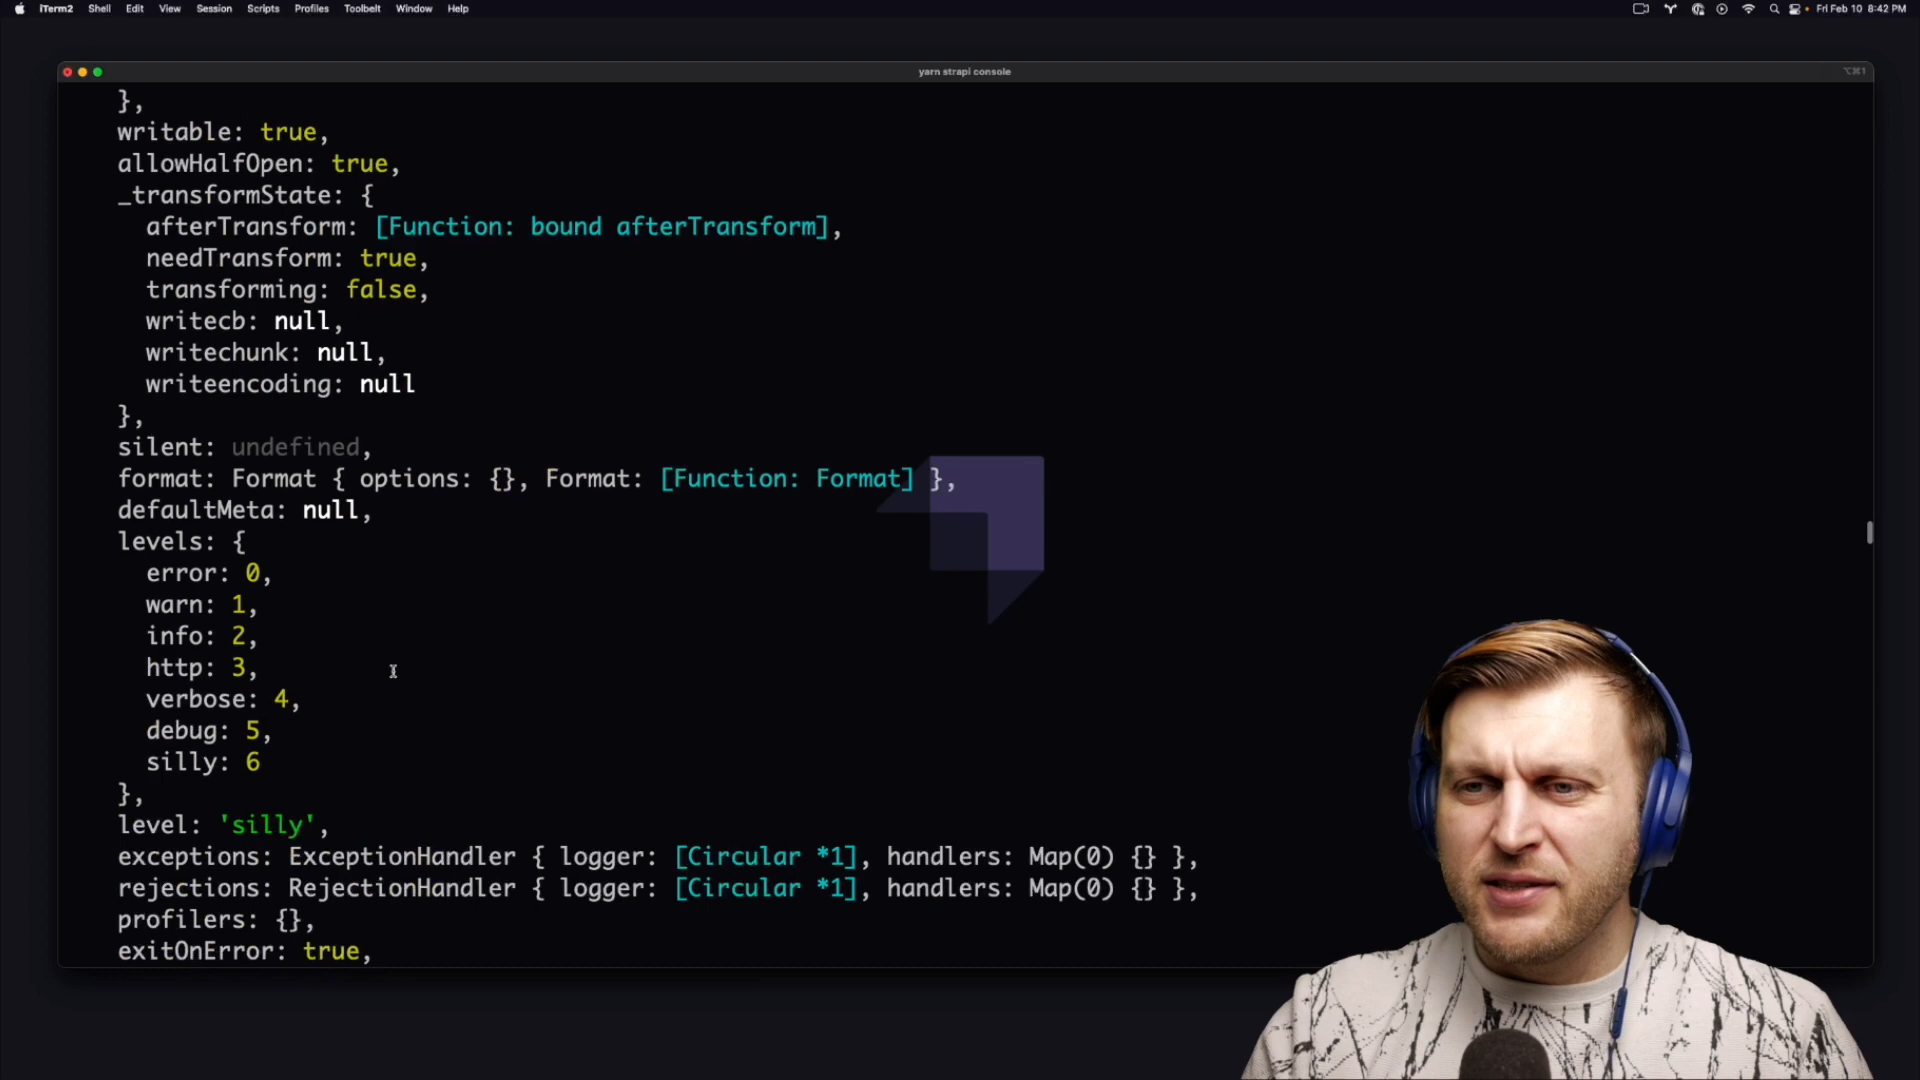 iTerm2 Shell Edit View Session Scripts Profiles Toolbelt Window Help
Fri Feb 10 8:42 PM
yarn strapi console
⌥⌘1
},
writable: true,
allowHalfOpen: true,
_transformState: {
afterTransform: [Function: bound afterTransform],
needTransform: true,
transforming: false,
writecb: null,
writechunk: null,
writeencoding: null
},
silent: undefined,
format: Format { options: {}, Format: [Function: Format] },
defaultMeta: null,
levels: {
error: 0,
warn: 1,
info: 2,
http: 3,
verbose: 4,
debug: 5,
silly: 6
},
level: 'silly',
exceptions: ExceptionHandler { logger: [Circular *1], handlers: Map(0) {} },
rejections: RejectionHandler { logger: [Circular *1], handlers: Map(0) {} },
profilers: {},
exitOnError: true,